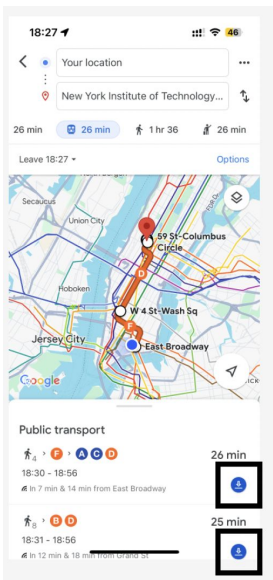 18:27
46
Your location
New York Institute of Technology...
26 min
26 min
1 hr 36
26 min
Leave 18:27
Options
Secaucus
Union City
59 St-Columbus
Circle
D
Hoboken
W 4 St-Wash Sq
F
Jersey City
East Broadway
Google
Public transport
4 F A C D
26 min
18:30 - 18:56
In 7 min & 14 min from East Broadway
8 B D
25 min
18:31 - 18:56
In 12 min & 18 min from Grand St